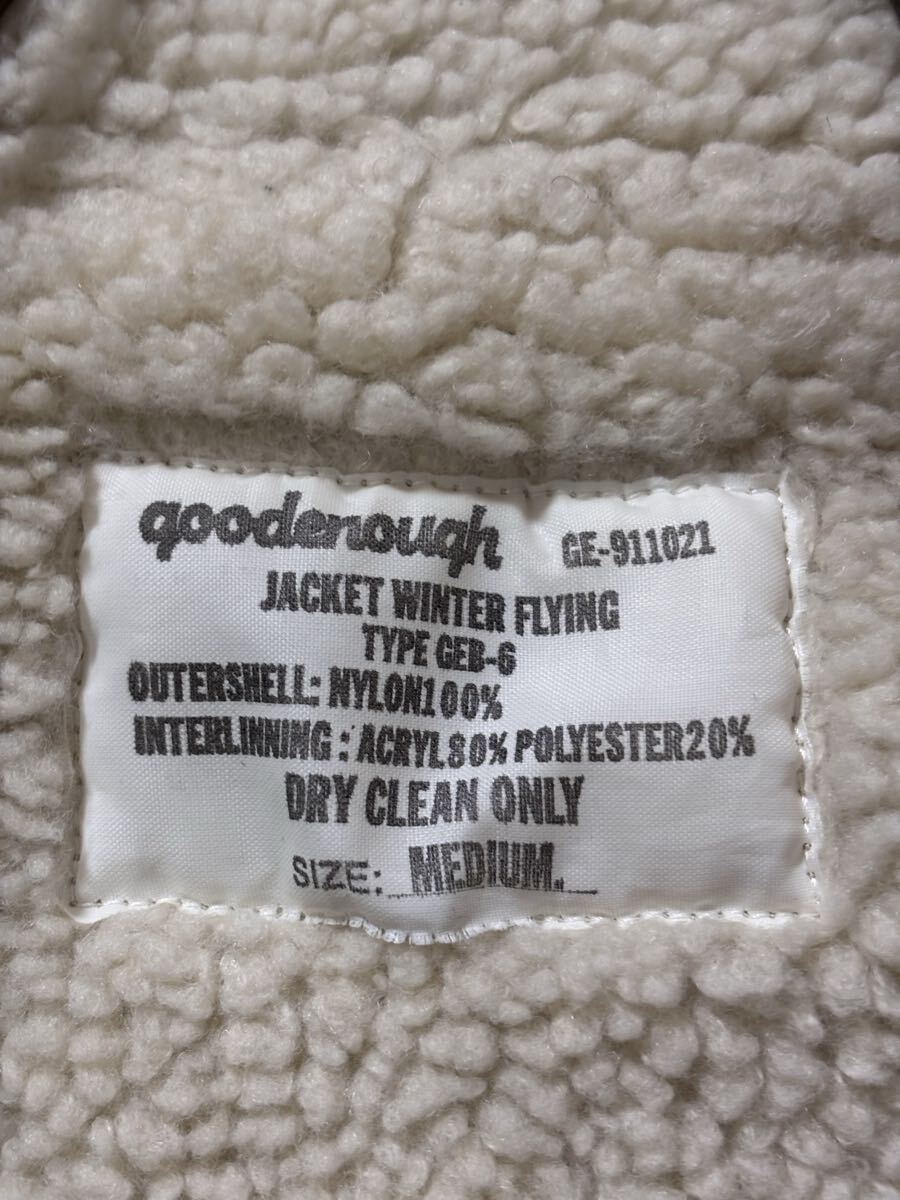 goodenough GE-911021
JACKET WINTER FLYING
TYPE GEB-6
OUTERSHELL: NYLON100%
INTERLINNING : ACRYL80% POLYESTER20%
DRY CLEAN ONLY
SIZE: MEDIUM.